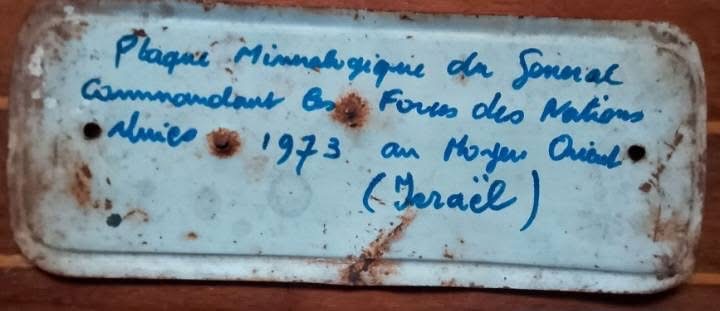 Plaque Minéralogique du Général
Commandant les Forces des Nations
Unies 1973 au Moyen Orient
(Israël)